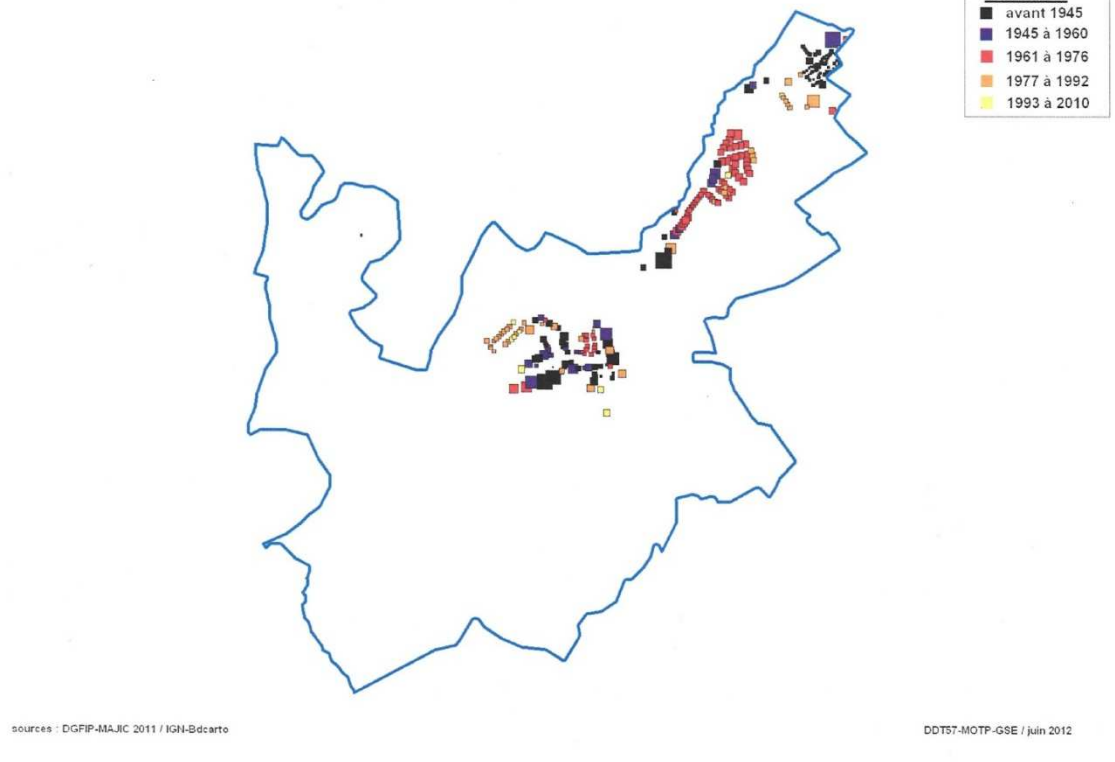 avant 1945
1945 à 1960
1961 à 1976
1977 à 1992
1993 à 2010
sources : DGFIP-MAJIC 2011 / IGN-Bdcarto
DDT57-MOTP-GSE / juin 2012